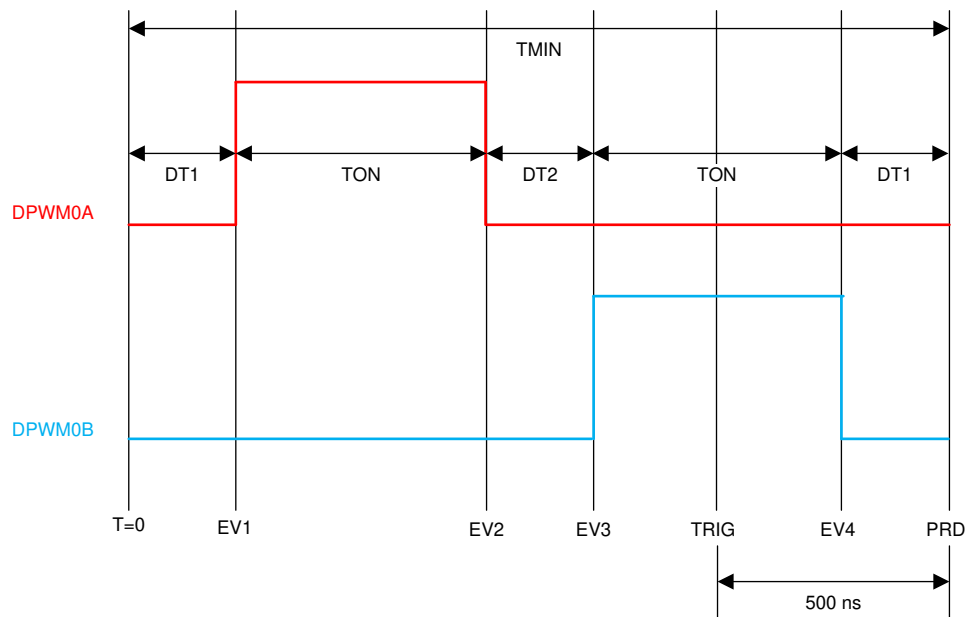 TMIN
DT1
TON
DT2
TON
DT1
DPWM0A
DPWM0B
T=0
EV1
EV2
EV3
TRIG
EV4
PRD
500 ns